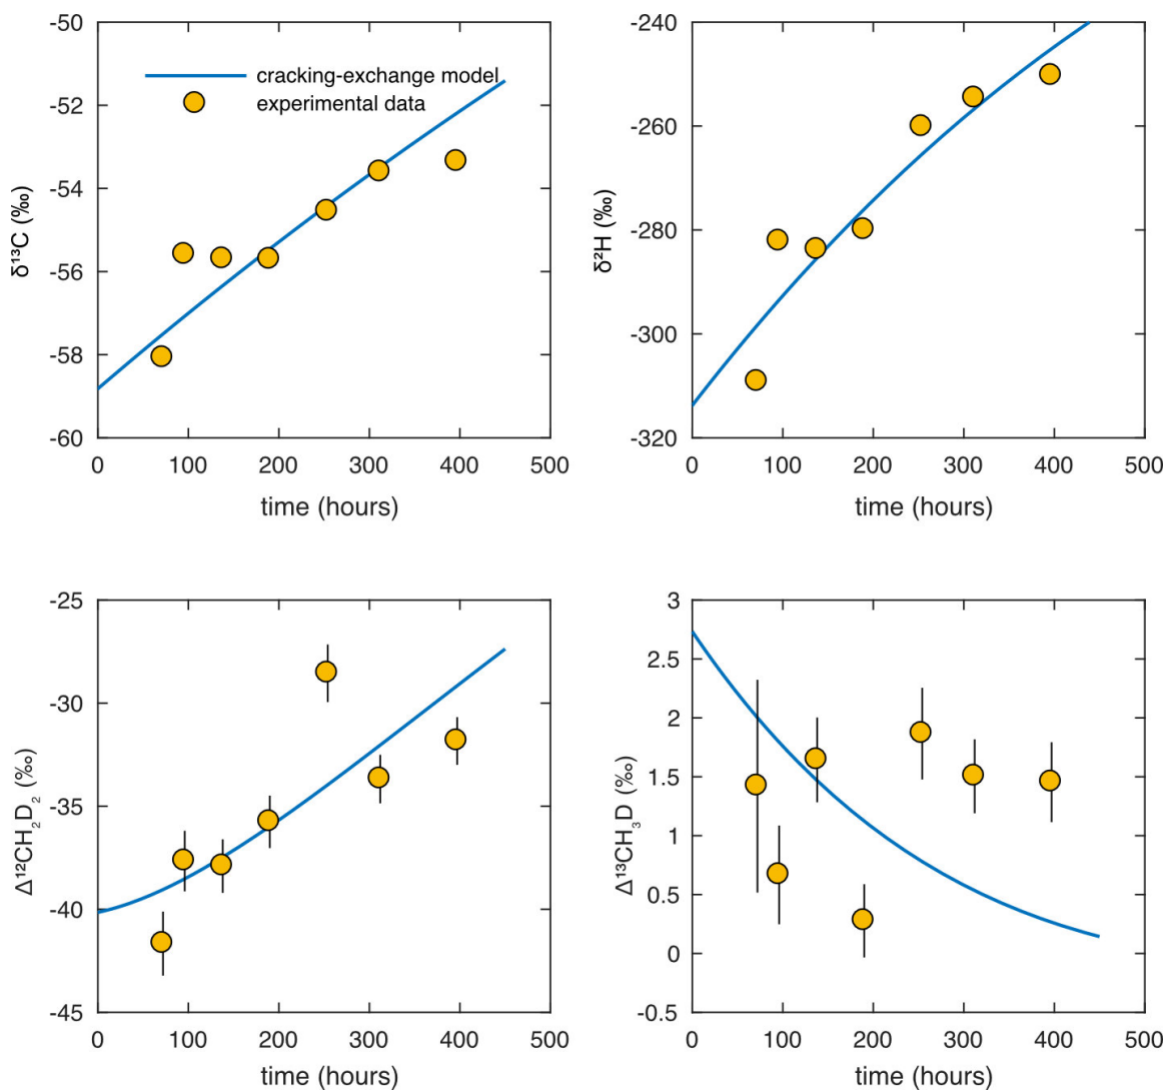 -50
-52
-54
-56
-58
-60
δ¹³C (‰)
cracking-exchange model
experimental data
0 100 200 300 400 500
time (hours)
-240
-260
-280
-300
-320
δ²H (‰)
0 100 200 300 400 500
time (hours)
-25
-30
-35
-40
-45
Δ¹²CH₂D₂ (‰)
0 100 200 300 400 500
time (hours)
3
2.5
2
1.5
1
0.5
0
-0.5
Δ¹³CH₃D (‰)
0 100 200 300 400 500
time (hours)